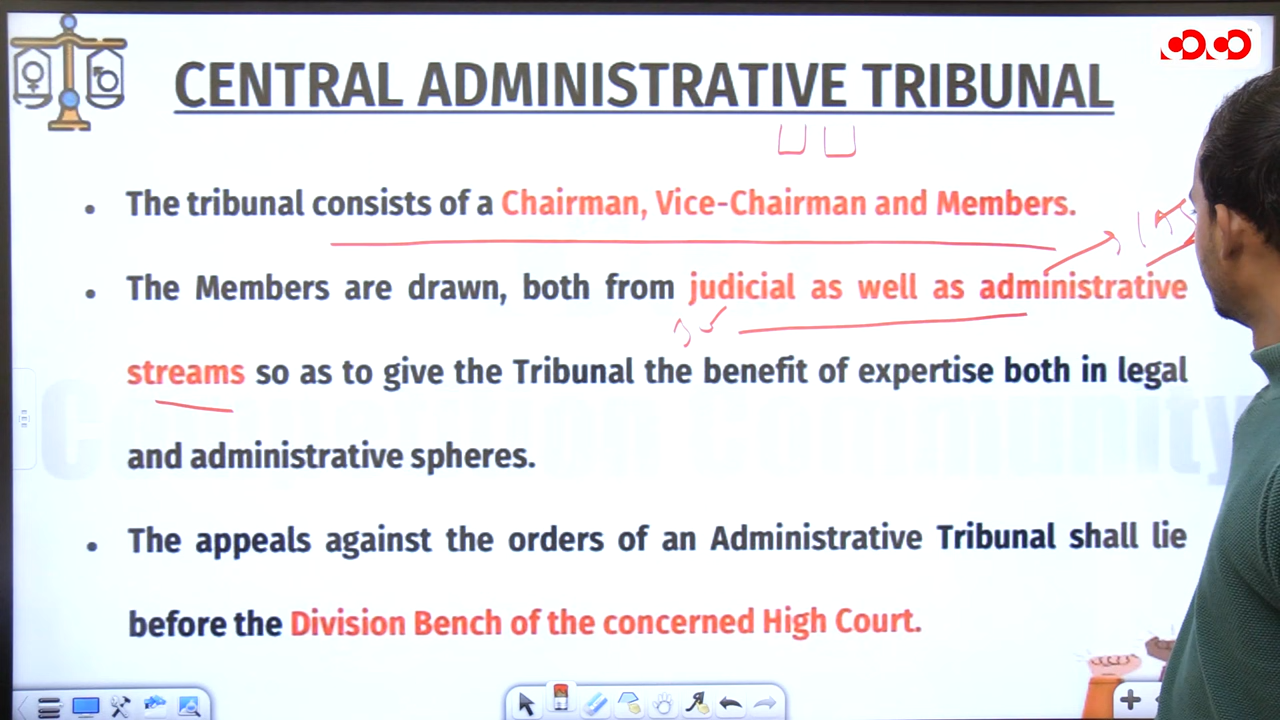 CENTRAL ADMINISTRATIVE TRIBUNAL
• The tribunal consists of a Chairman, Vice-Chairman and Members.
• The Members are drawn, both from judicial as well as administrative
streams so as to give the Tribunal the benefit of expertise both in legal
and administrative spheres.
• The appeals against the orders of an Administrative Tribunal shall lie
before the Division Bench of the concerned High Court.